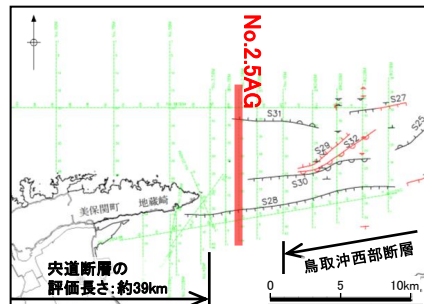 No.2.5AG
S27
S31
S25
S29
S32
S30
S28
美保関町
地蔵崎
鳥取沖西部断層
宍道断層の
評価長さ:約39km
0 5 10km